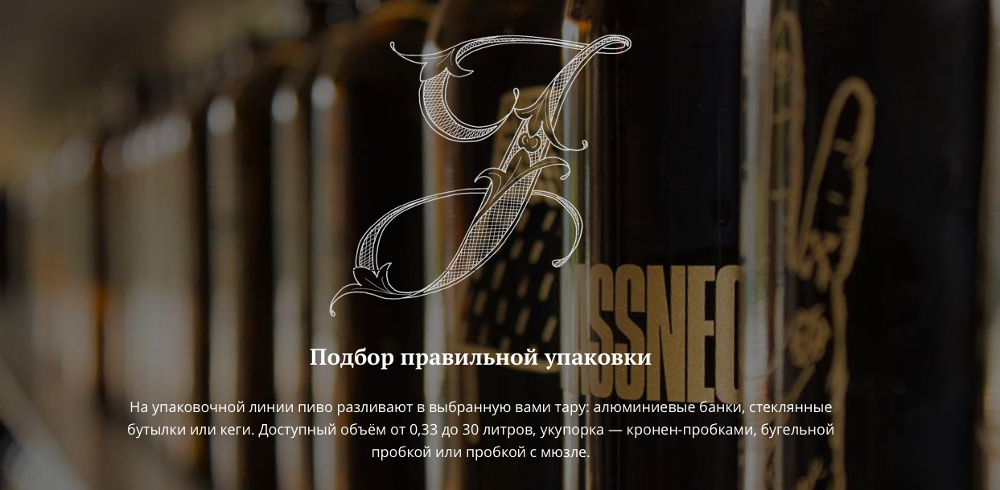 SSNEO
Подбор правильной упаковки
На упаковочной линии пиво разливают в выбранную вами тару: алюминиевые банки, стеклянные
бутылки или кеги. Доступный объём от 0,33 до 30 литров, укупорка — кронен-пробками, бугельной
пробкой или пробкой с мюзле.